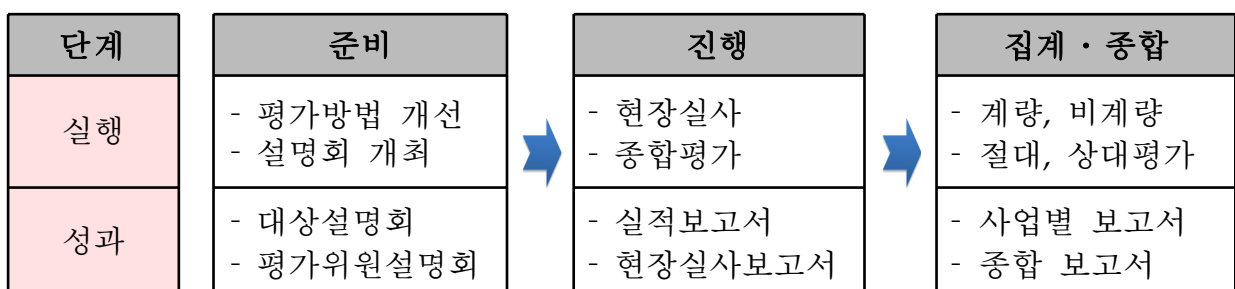 단계 준비 진행 집계・종합
실행
- 평가방법 개선
- 설명회 개최
- 현장실사
- 종합평가
- 계량, 비계량
- 절대, 상대평가
성과
- 대상설명회
- 평가위원설명회
- 실적보고서
- 현장실사보고서
- 사업별 보고서
- 종합 보고서